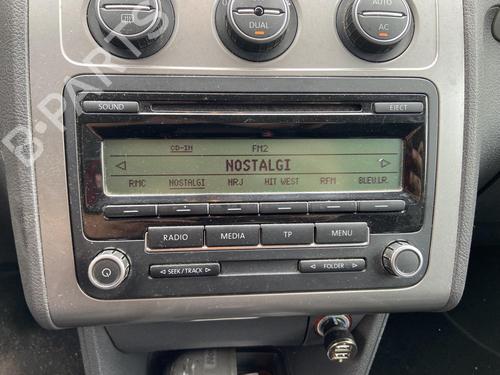 DUAL
AUTO
AC
SOUND
EJECT
CD-IN FM2
NOSTALGI
RMC NOSTALGI NRJ HIT WEST RFM BLEU.LR.
RADIO MEDIA TP MENU
SEEK/TRACK FOLDER
B-PARTS